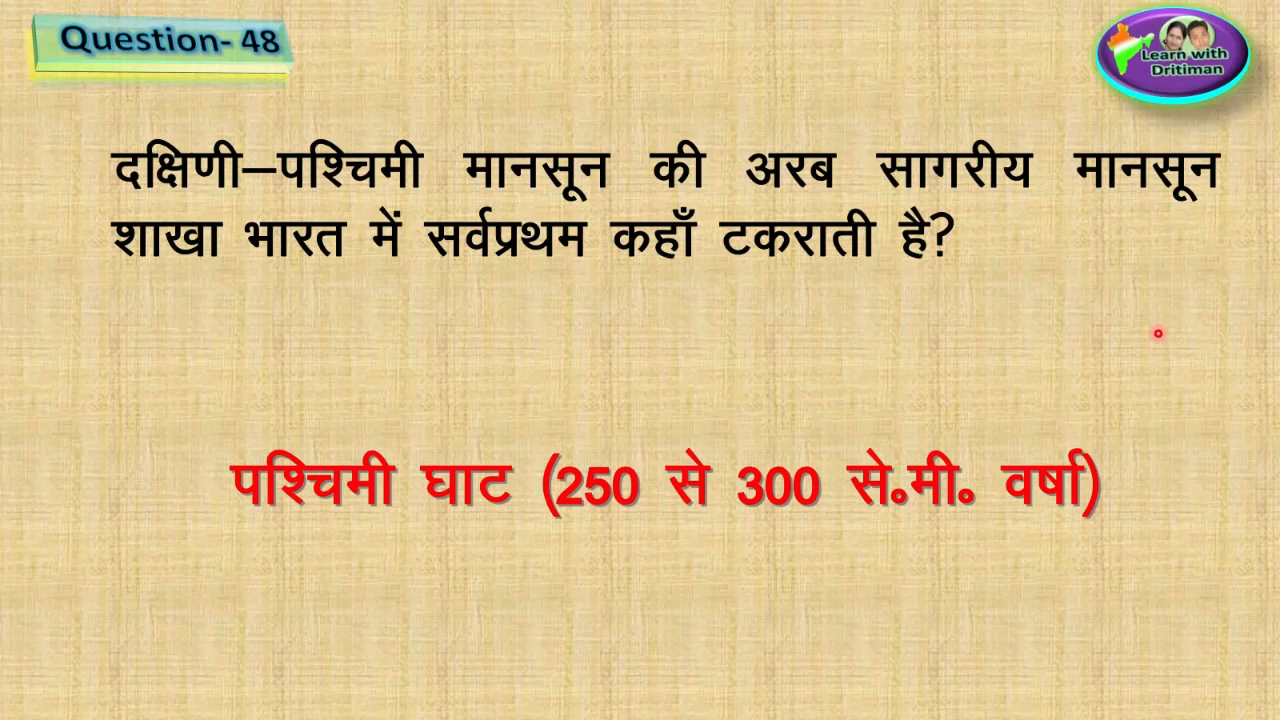 Question- 48
Learn with
Dritiman
दक्षिणी–पश्चिमी मानसून की अरब सागरीय मानसून
शाखा भारत में सर्वप्रथम कहाँ टकराती है?
पश्चिमी घाट (250 से 300 से॰मी॰ वर्षा)